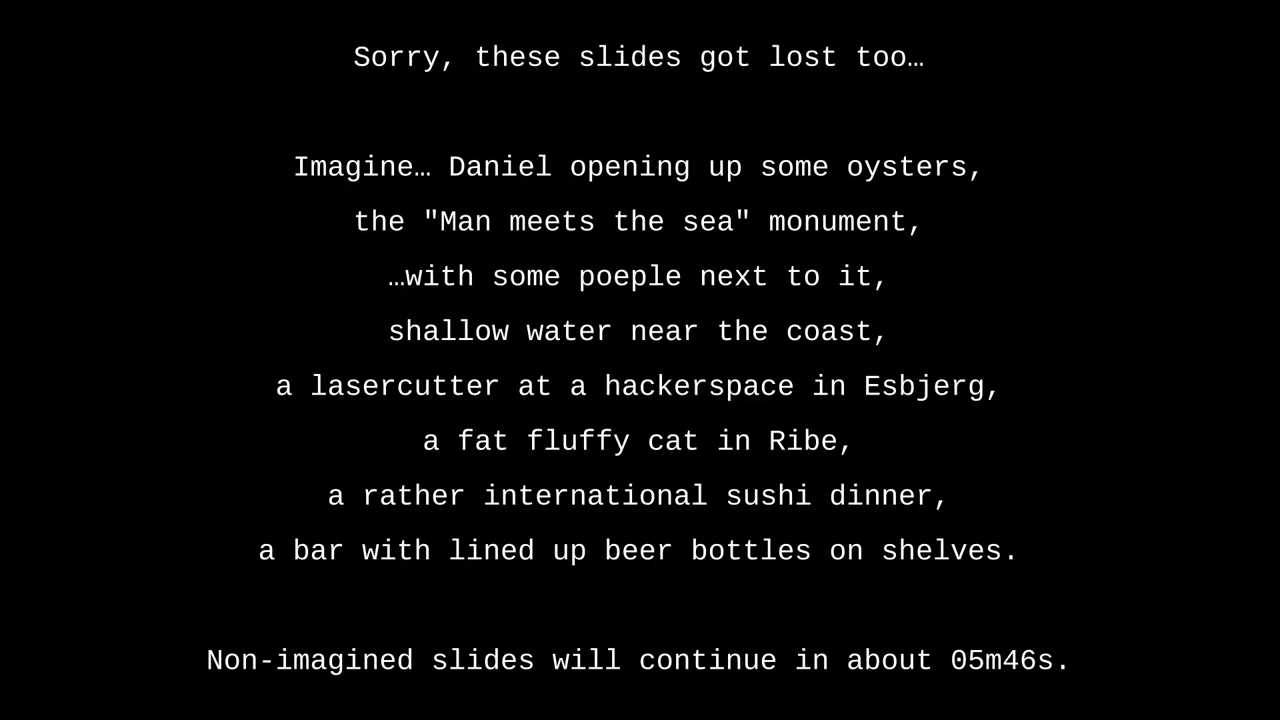 Sorry, these slides got lost too…
Imagine… Daniel opening up some oysters,
the "Man meets the sea" monument,
…with some poeple next to it,
shallow water near the coast,
a lasercutter at a hackerspace in Esbjerg,
a fat fluffy cat in Ribe,
a rather international sushi dinner,
a bar with lined up beer bottles on shelves.
Non-imagined slides will continue in about 05m46s.